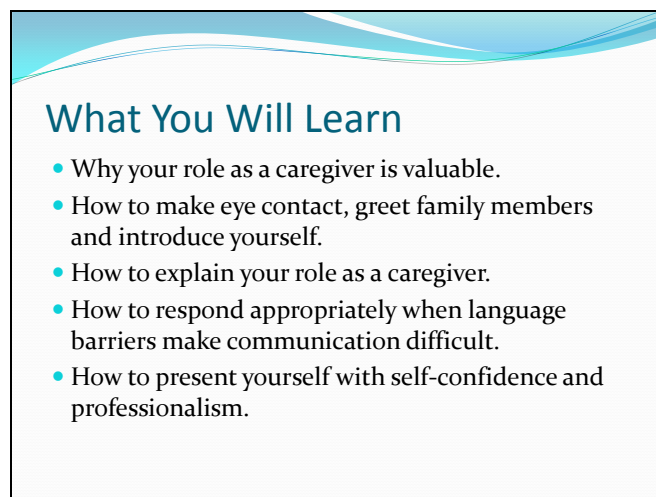 What You Will Learn
• Why your role as a caregiver is valuable.
• How to make eye contact, greet family members
and introduce yourself.
• How to explain your role as a caregiver.
• How to respond appropriately when language
barriers make communication difficult.
• How to present yourself with self-confidence and
professionalism.